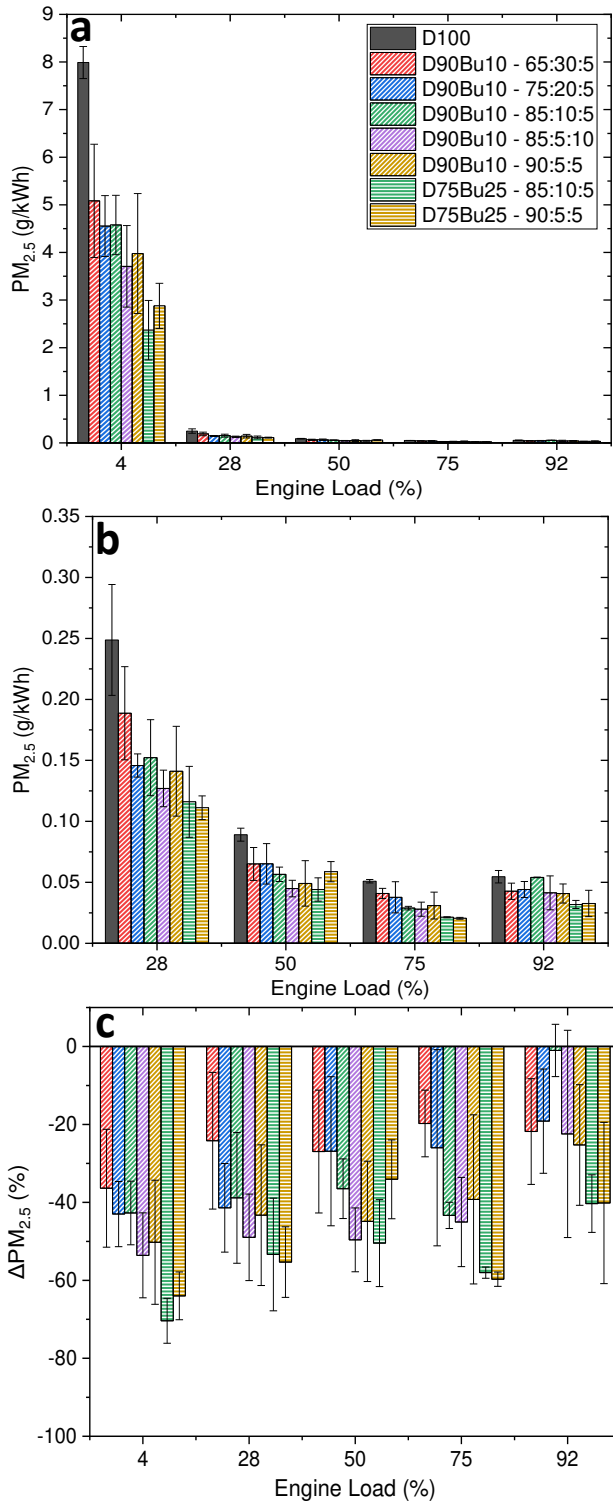 a
9
8
7
6
5
4
3
2
1
0
PM2.5 (g/kWh)
D100
D90Bu10 - 65:30:5
D90Bu10 - 75:20:5
D90Bu10 - 85:10:5
D90Bu10 - 85:5:10
D90Bu10 - 90:5:5
D75Bu25 - 85:10:5
D75Bu25 - 90:5:5
4 28 50 75 92
Engine Load (%)
b
0.35
0.30
0.25
0.20
0.15
0.10
0.05
0.00
PM2.5 (g/kWh)
28 50 75 92
Engine Load (%)
c
0
-20
-40
-60
-80
-100
ΔPM2.5 (%)
4 28 50 75 92
Engine Load (%)